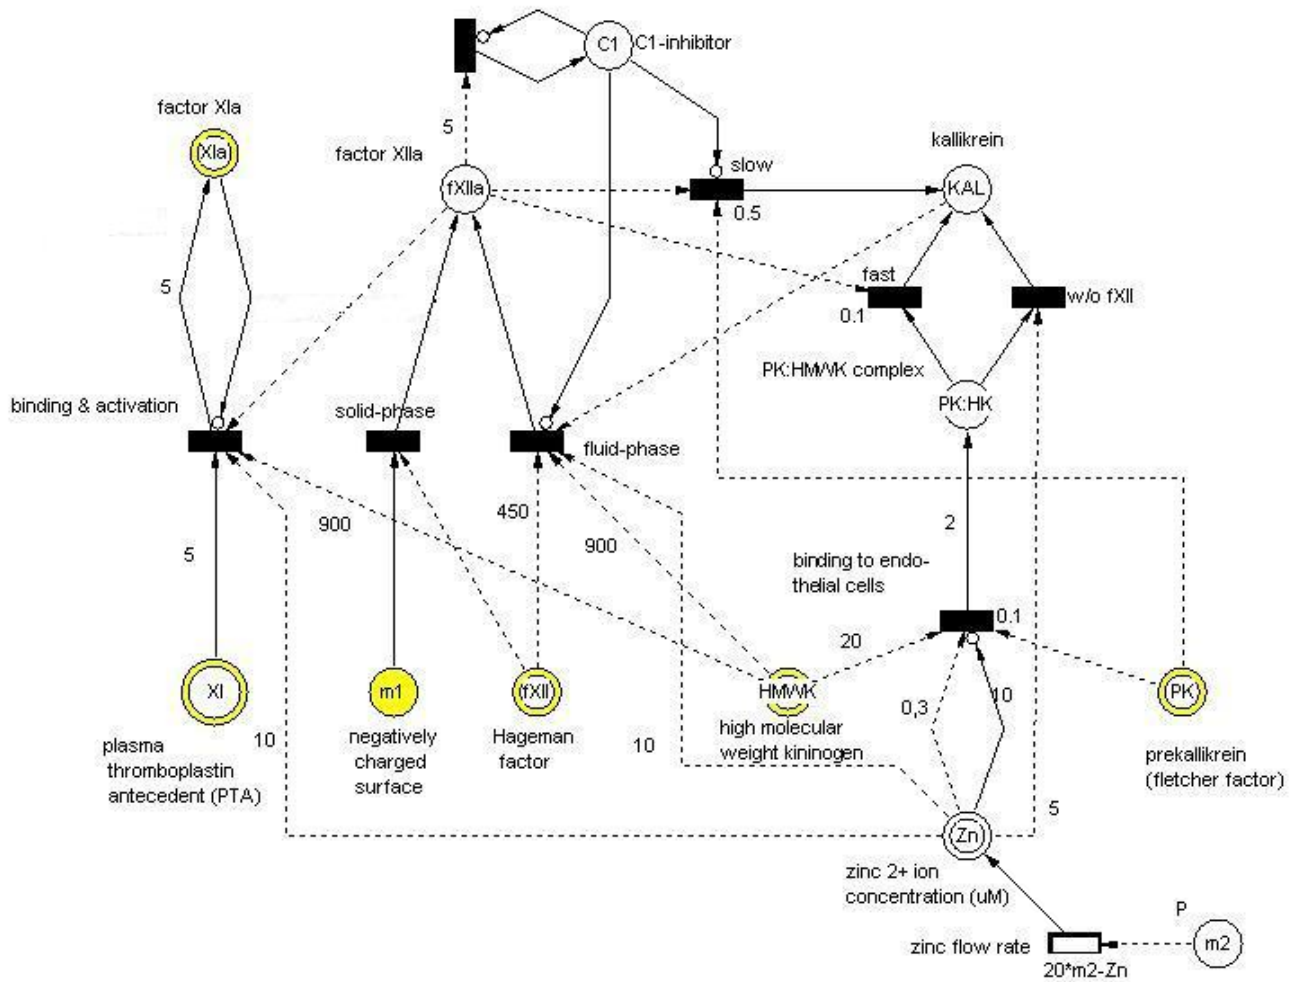 C1
C1-inhibitor
factor XIa
5
XIa
factor XIIa
slow
kallikrein
fXIIa
KAL
0.5
fast
w/o fXII
5
0.1
PK:HMWK complex
binding & activation
solid-phase
PK:HK
fluid-phase
900
450
900
2
5
binding to endo-
thelial cells
0.1
20
XI
m1
fXII
HMWK
10
PK
0,3
plasma
thromboplastin
antecedent (PTA)
10
negatively
charged
surface
Hageman
factor
10
high molecular
weight kininogen
prekallikrein
(fletcher factor)
5
Zn
zinc 2+ ion
concentration (uM)
P
zinc flow rate
m2
20*m2-Zn